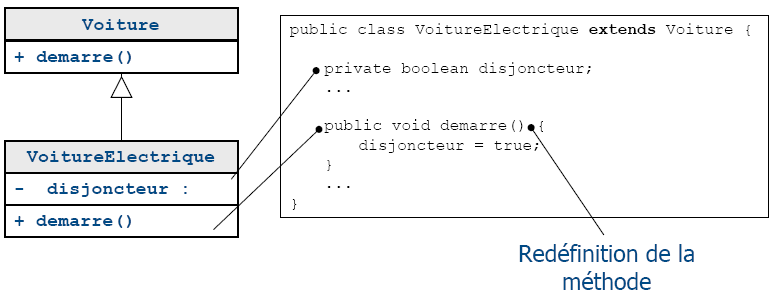 Voiture
+ demarre()
VoitureElectrique
- disjoncteur :
+ demarre()
public class VoitureElectrique extends Voiture {
private boolean disjoncteur;
...
public void demarre() {
disjoncteur = true;
}
...
}
Redéfinition de la
méthode